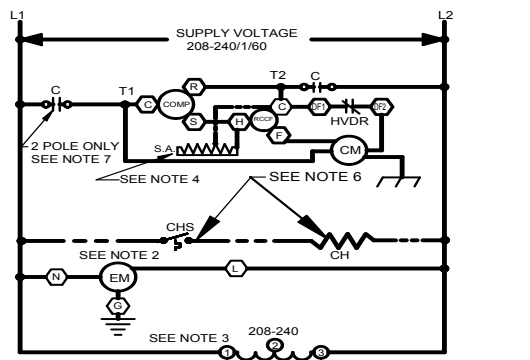 L1 L2
SUPPLY VOLTAGE
208-240/1/60
C T1 T2 C
R
C COMP C DF1 DF2
S H RCCF HVDR
F
2 POLE ONLY S.A. CM
SEE NOTE 7
SEE NOTE 4 SEE NOTE 6
CHS
SEE NOTE 2 CH
N EM L
G
SEE NOTE 3 208-240
1 2 3